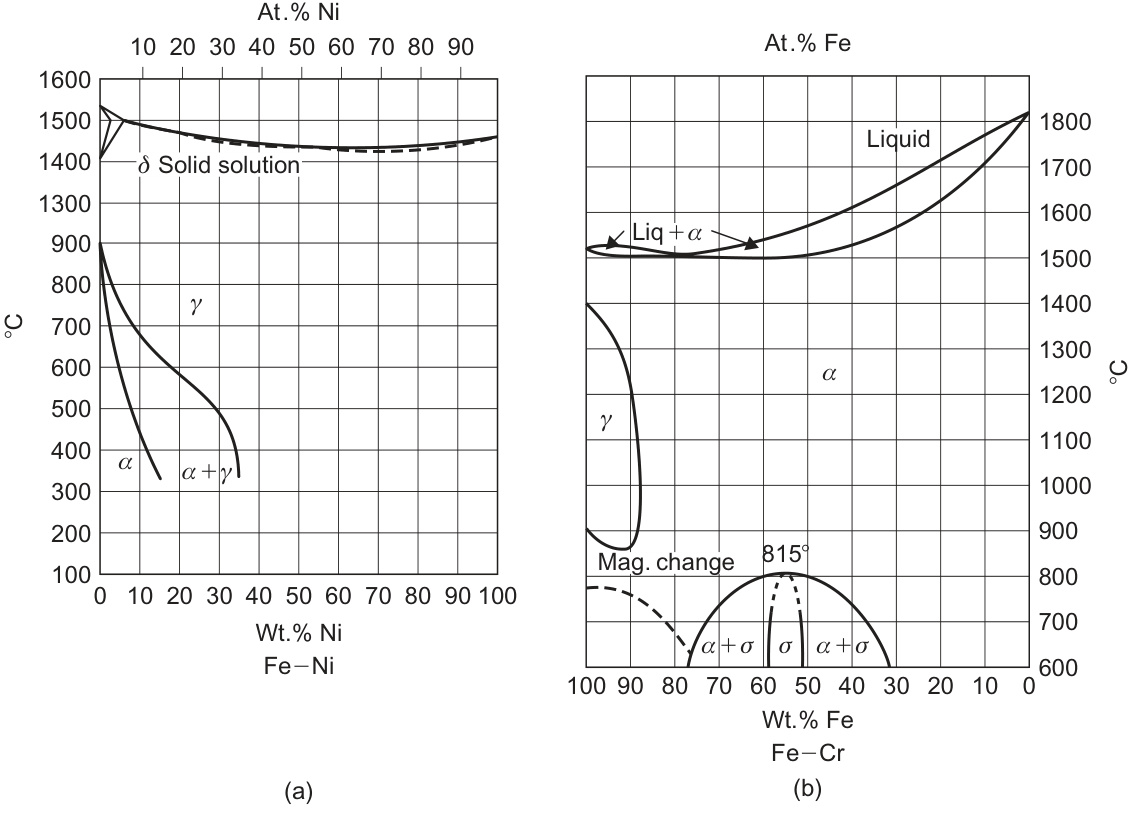 At.% Ni
10 20 30 40 50 60 70 80 90
1600
1500
1400
1300
900
800
700
600
500
400
300
200
100
°C
δ Solid solution
γ
α
α+γ
0 10 20 30 40 50 60 70 80 90 100
Wt.% Ni
Fe−Ni
(a)
At.% Fe
Liquid
Liq+α
α
γ
Mag. change
815°
α+σ σ α+σ
1800
1700
1600
1500
1400
1300
1200
1100
1000
900
800
700
600
°C
100 90 80 70 60 50 40 30 20 10 0
Wt.% Fe
Fe−Cr
(b)